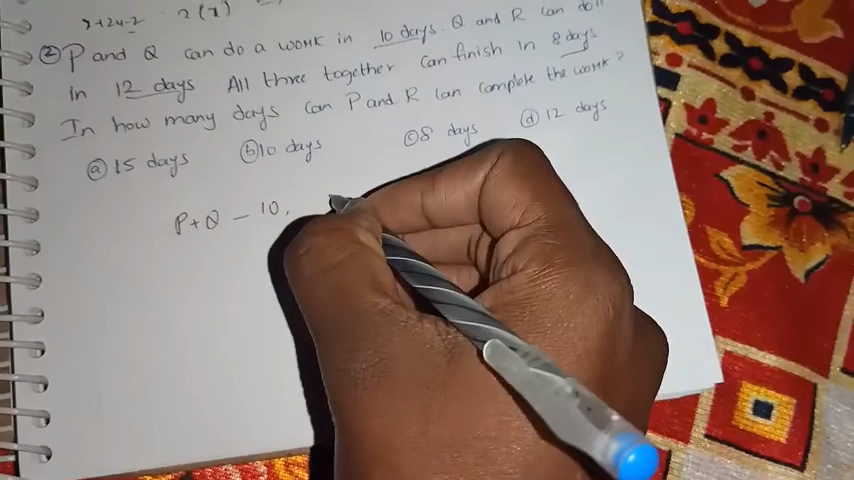 ② P and Q can do a work in 10 days. Q and R can do it
in 12 days All three together can finish in 8 days
In how many days can P and R can complete the work?
ⓐ 15 days ⓑ 10 days ⓒ 8 days ⓓ 12 days
P+Q - 10,